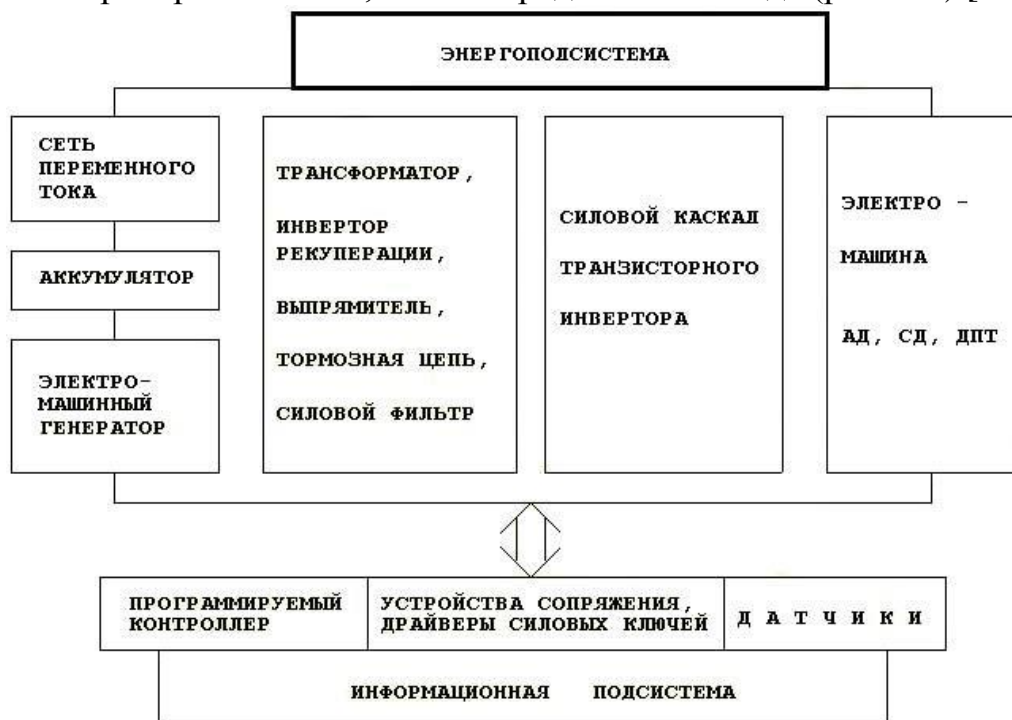 ЭНЕРГОПОДСИСТЕМА
СЕТЬ
ПЕРЕМЕННОГО
ТОКА
АККУМУЛЯТОР
ЭЛЕКТРО-
МАШИННЫЙ
ГЕНЕРАТОР
ТРАНСФОРМАТОР,
ИНВЕРТОР
РЕКУПЕРАЦИИ,
ВЫПРЯМИТЕЛЬ,
ТОРМОЗНАЯ ЦЕПЬ,
СИЛОВОЙ ФИЛЬТР
СИЛОВОЙ КАСКАД
ТРАНЗИСТОРНОГО
ИНВЕРТОРА
ЭЛЕКТРО -
МАШИНА
АД, СД, ДПТ
ПРОГРАММИРУЕМЫЙ
КОНТРОЛЛЕР
УСТРОЙСТВА СОПРЯЖЕНИЯ,
ДРАЙВЕРЫ СИЛОВЫХ КЛЮЧЕЙ
Д А Т Ч И К И
ИНФОРМАЦИОННАЯ ПОДСИСТЕМА